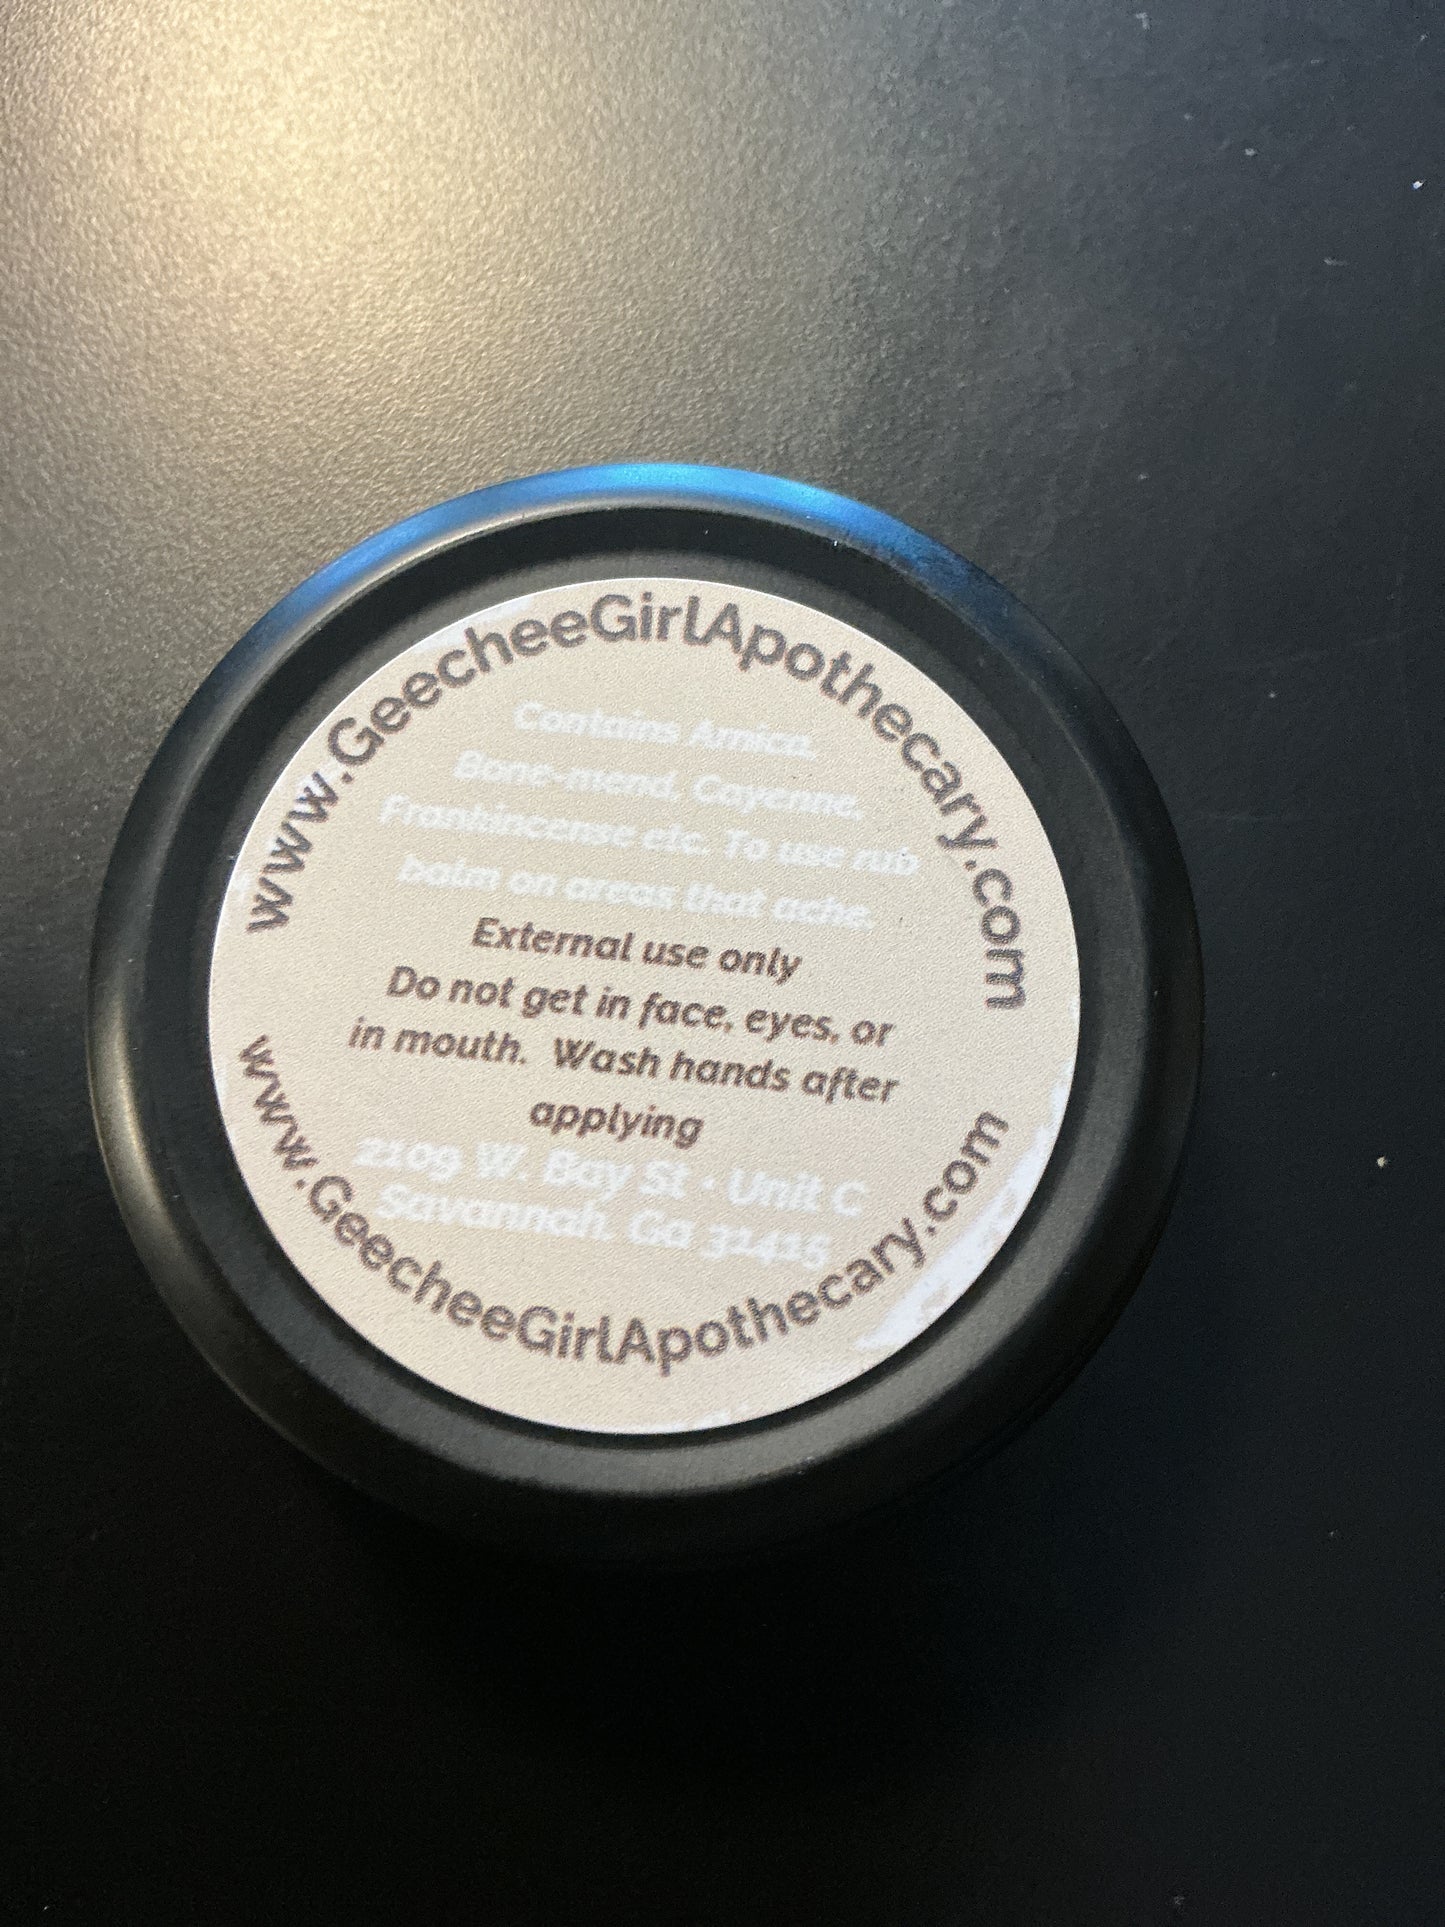 www.GeecheeGirlApothecary.com
Contains Arnica,
Bone-mend, Cayenne,
Frankincense etc. To use rub
balm on areas that ache.
External use only
Do not get in face, eyes, or
in mouth. Wash hands after
applying
2109 W. Bay St • Unit C
Savannah, Ga 31415
www.GeecheeGirlApothecary.com